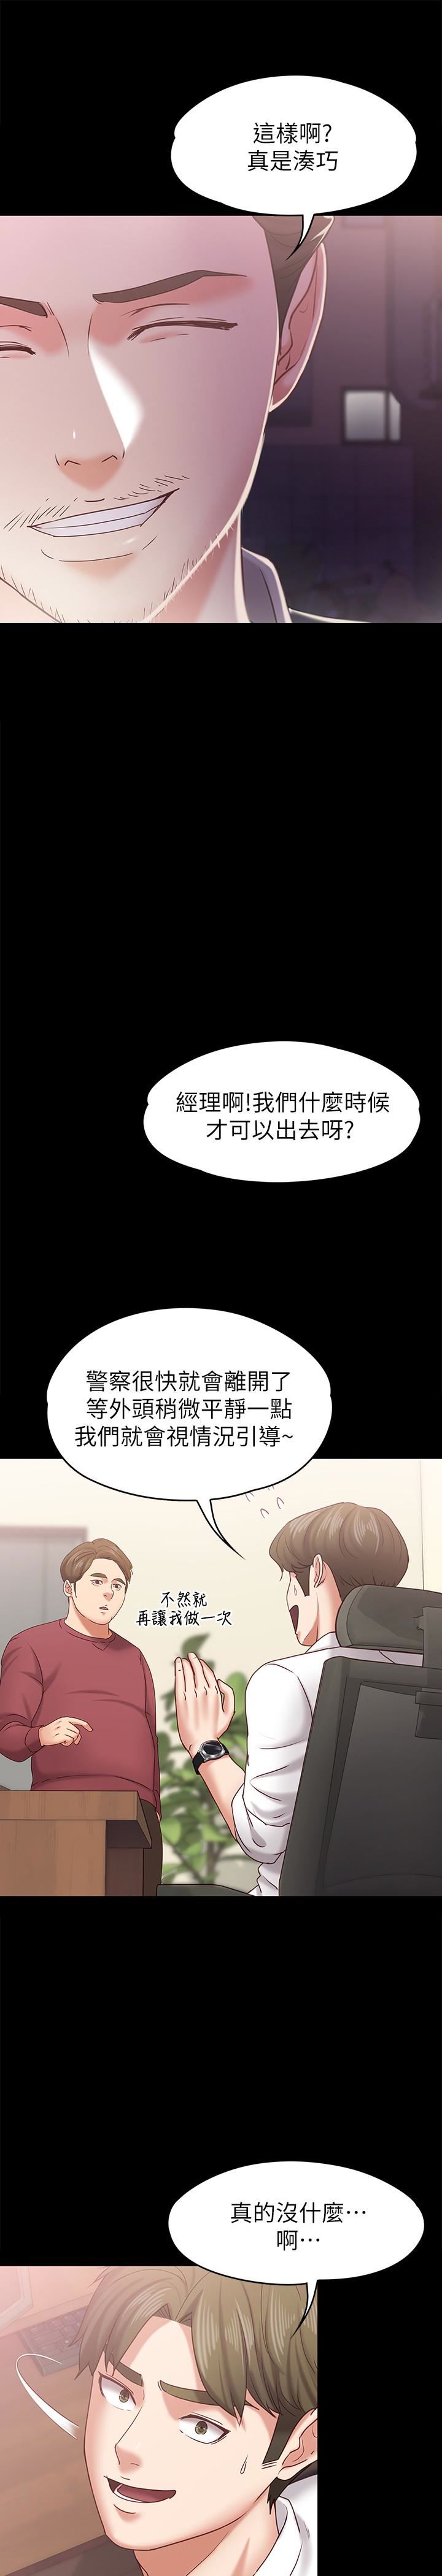 這樣啊?
真是湊巧
經理啊!我們什麼時候
才可以出去呀?
警察很快就會離開了
等外頭稍微平靜一點
我們就會視情況引導~
不然就
再讓我做一次
真的沒什麼⋯
啊⋯